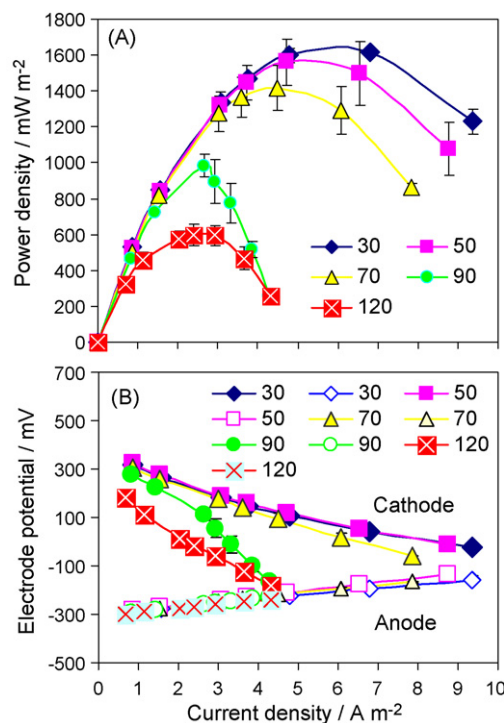 (A)
Power density / mW m-2
1800
1600
1400
1200
1000
800
600
400
200
0
30 50
70 90
120
(B)
Electrode potential / mV
700
500
300
100
-100
-300
-500
30 30 50
50 70 70
90 90 120
120
Cathode
Anode
0 1 2 3 4 5 6 7 8 9 10
Current density / A m-2